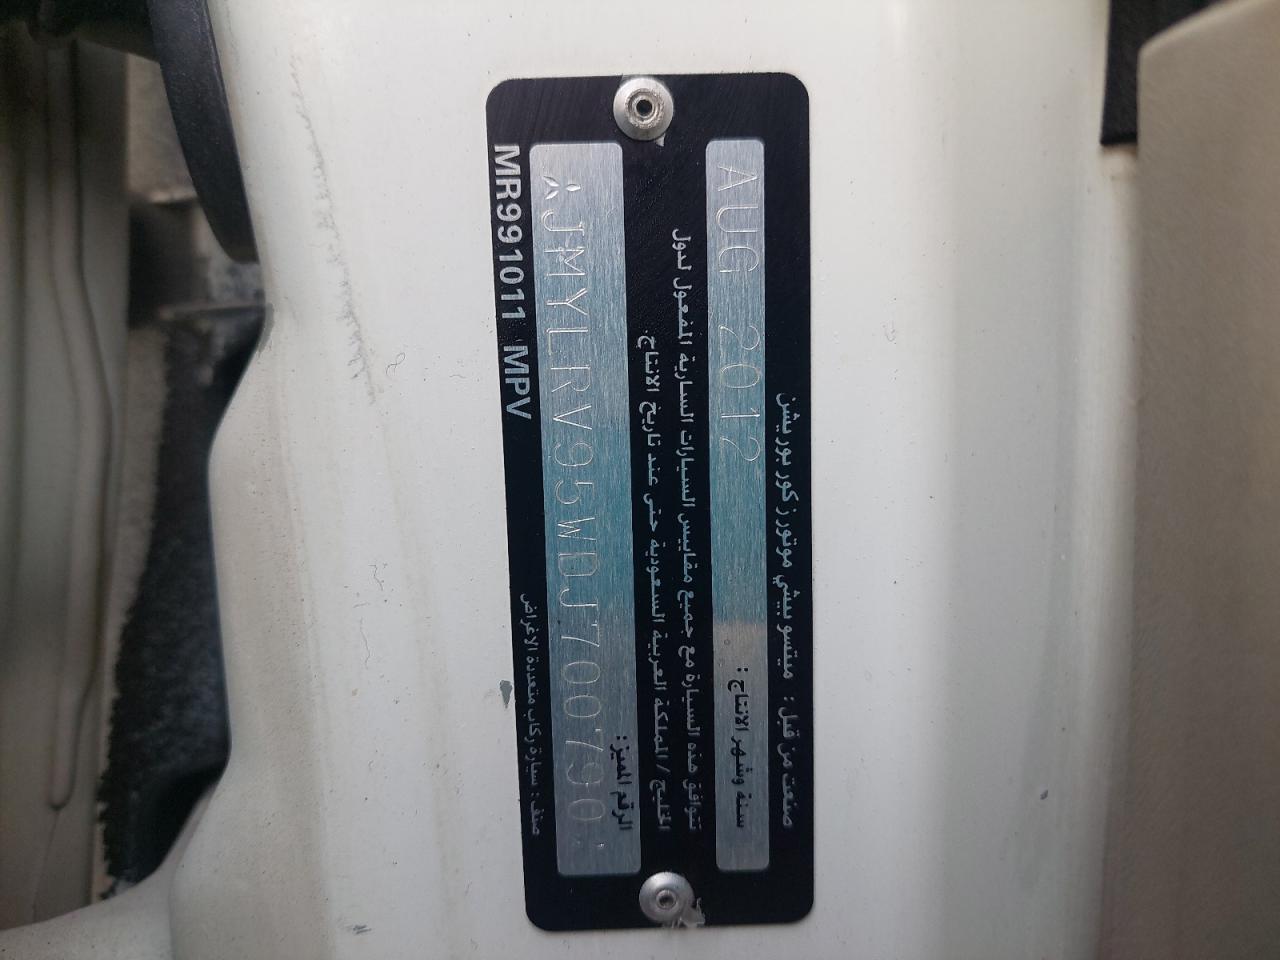 صنعت من قبل : ميتسوبيشي موتورز كوربوريشن
AUG 2012 سنة وشهر الانتاج :
تتوافق هذه السيارة مع جميع مقاييس السيارات السارية المفعول لدول
الخليج / المملكة العربية السعودية حتى عند تاريخ الانتاج.
الرقم المميز:
JMYLRV95WDJ700790
MR991011 MPV صنف : سيارة ركاب متعددة الاغراض